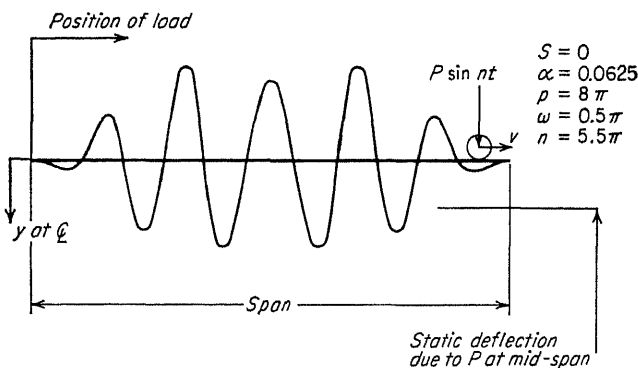 Position of load
P sin nt
v
S = 0
α = 0.0625
p = 8π
ω = 0.5π
n = 5.5π
y at ℄
Span
Static deflection
due to P at mid-span